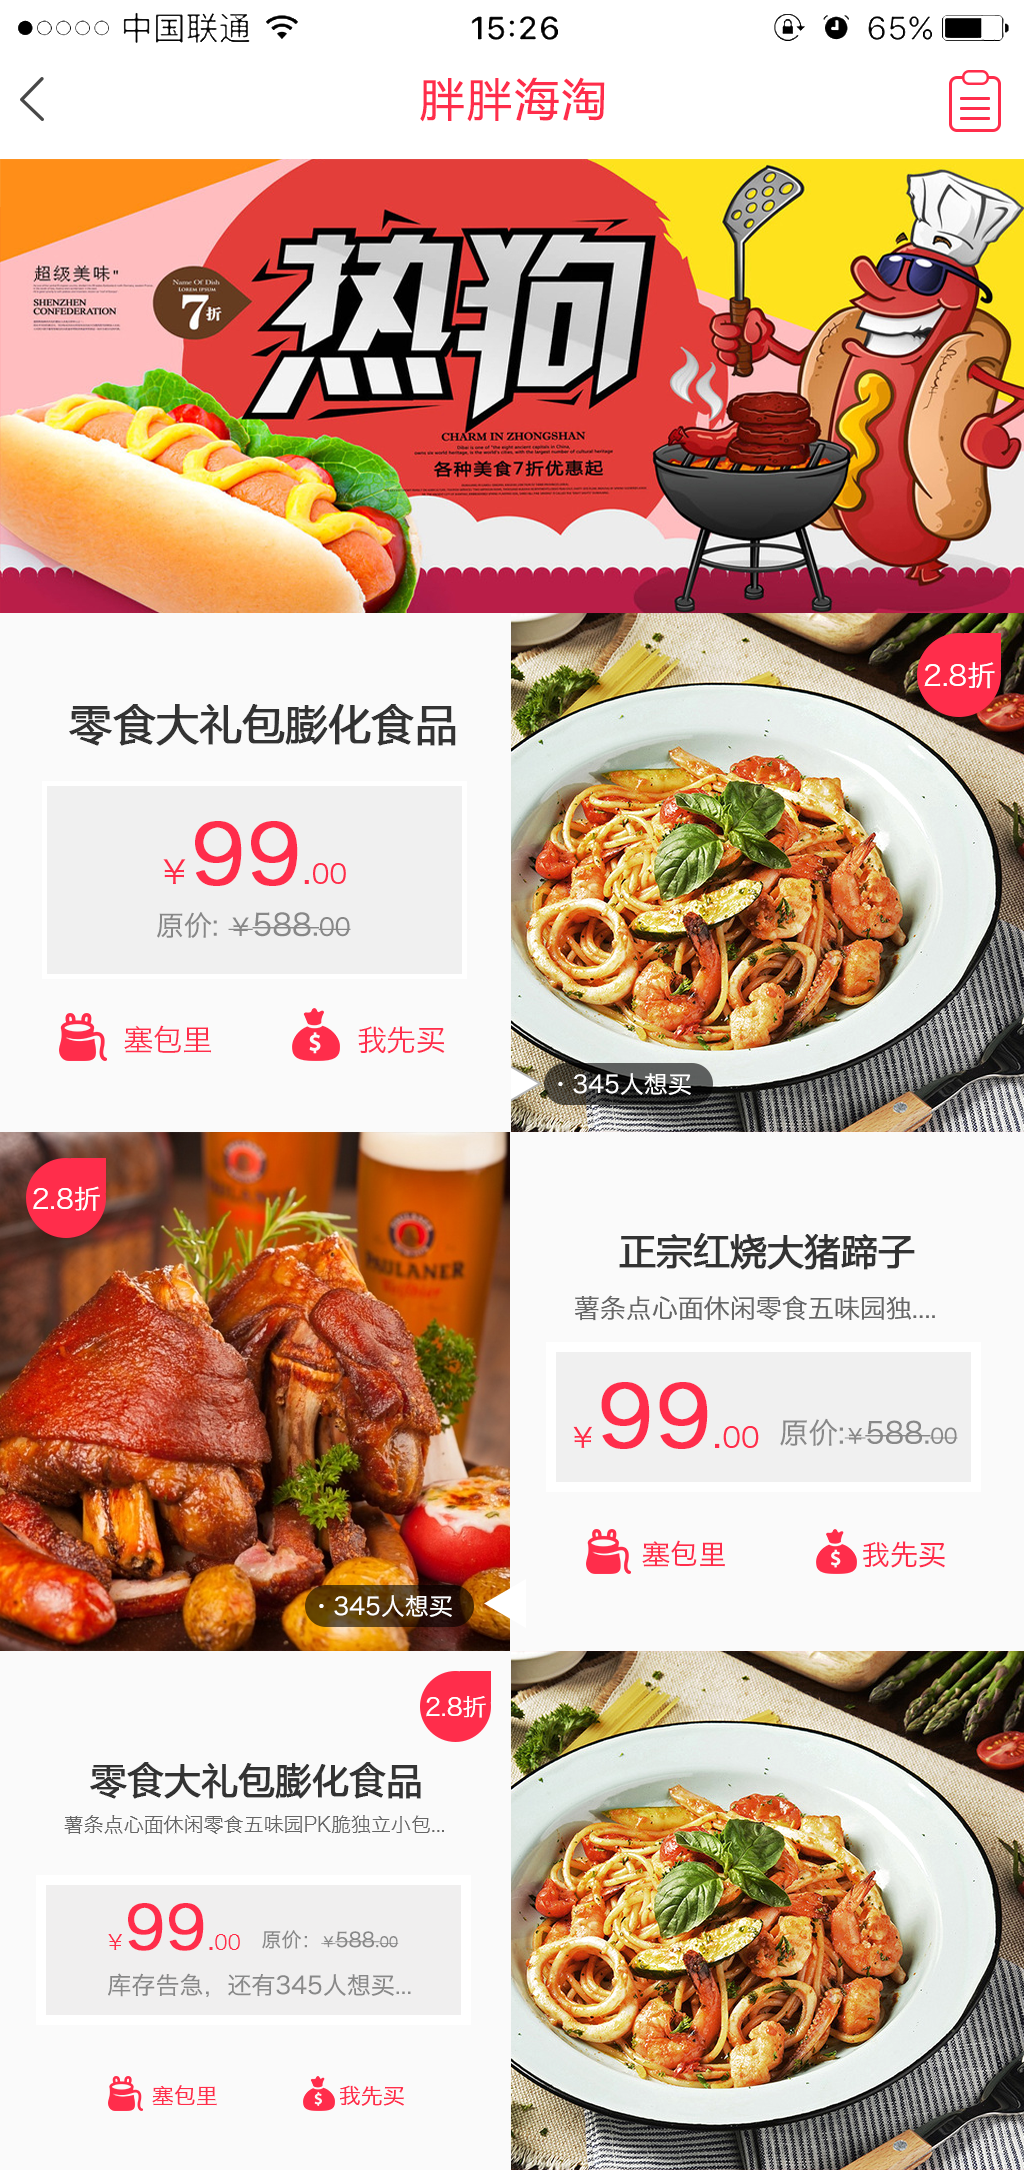 中国联通 15:26 65%
胖胖海淘
超级美味"
SHENZHEN
CONFEDERATION
Name Of Dish
LOREM IPSUM
7折
热狗
CHARM IN ZHONGSHAN
各种美食7折优惠起
零食大礼包膨化食品
¥99.00
原价: ¥588.00
塞包里 我先买
2.8折
· 345人想买
2.8折
PAULANER
· 345人想买
正宗红烧大猪蹄子
薯条点心面休闲零食五味园独....
¥99.00 原价:¥588.00
塞包里 我先买
2.8折
零食大礼包膨化食品
薯条点心面休闲零食五味园PK脆独立小包...
¥99.00 原价: ¥588.00
库存告急，还有345人想买...
塞包里 我先买